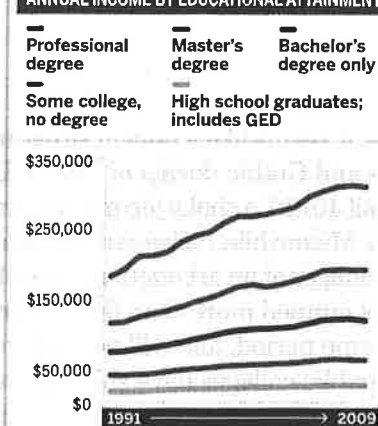 ANNUAL INCOME BY EDUCATIONAL ATTAINMENT
Professional degree
Master's degree
Bachelor's degree only
Some college, no degree
High school graduates; includes GED
$350,000
$250,000
$150,000
$50,000
$0
1991
2009